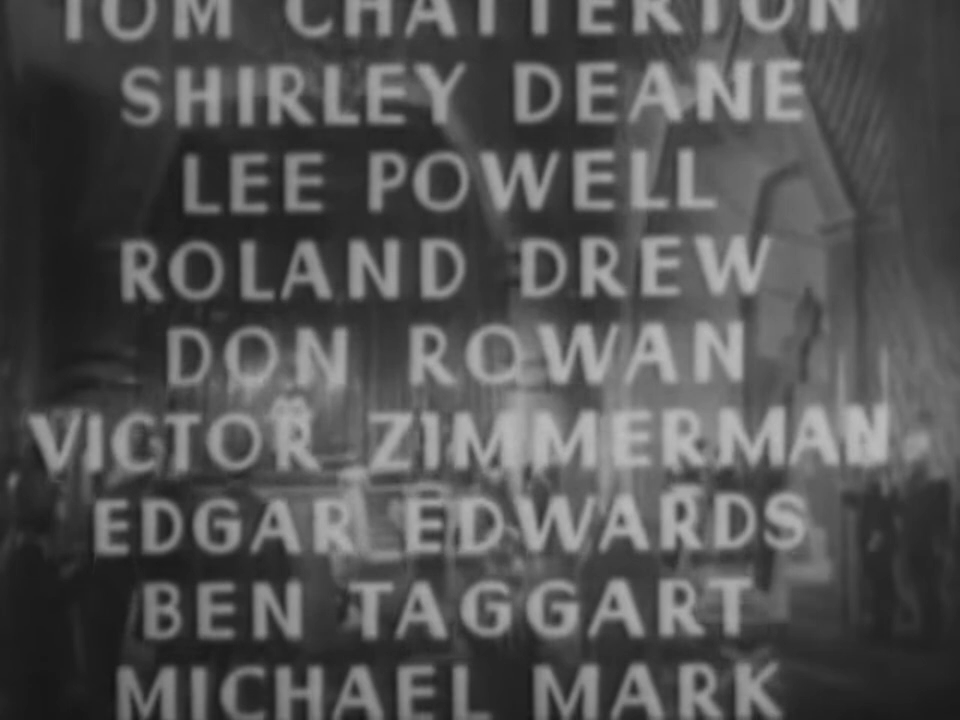 TOM CHATTERTON
SHIRLEY DEANE
LEE POWELL
ROLAND DREW
DON ROWAN
VICTOR ZIMMERMAN
EDGAR EDWARDS
BEN TAGGART
MICHAEL MARK